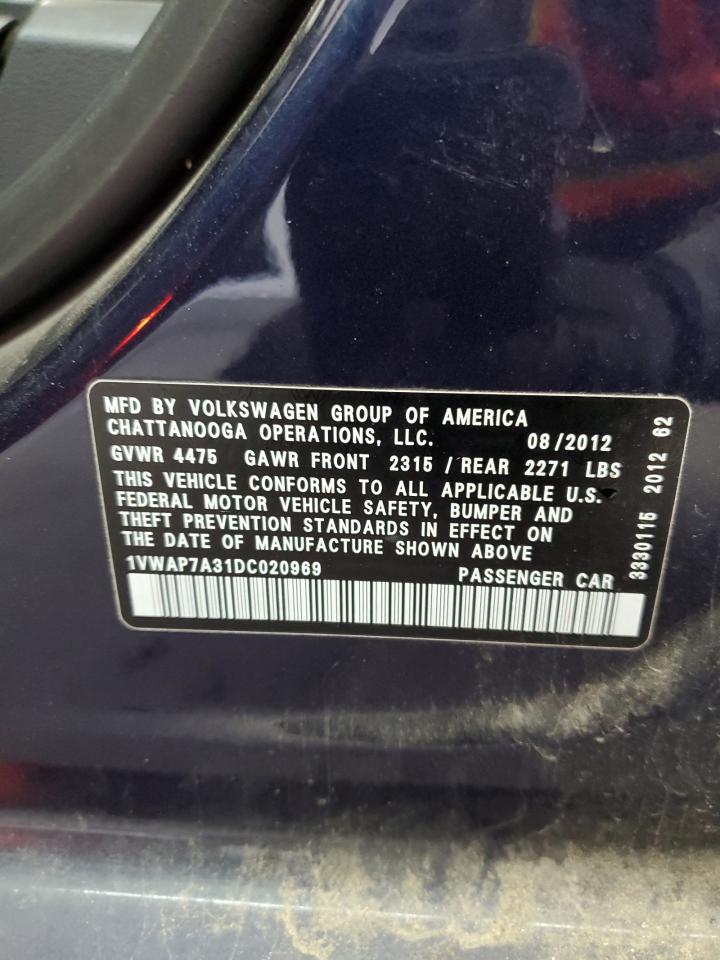 MFD BY VOLKSWAGEN GROUP OF AMERICA
CHATTANOOGA OPERATIONS, LLC. 08/2012
GVWR 4475 GAWR FRONT 2315 / REAR 2271 LBS
THIS VEHICLE CONFORMS TO ALL APPLICABLE U.S.
FEDERAL MOTOR VEHICLE SAFETY, BUMPER AND
THEFT PREVENTION STANDARDS IN EFFECT ON
THE DATE OF MANUFACTURE SHOWN ABOVE
1VWAP7A31DC020969 PASSENGER CAR
3330115 2012 62